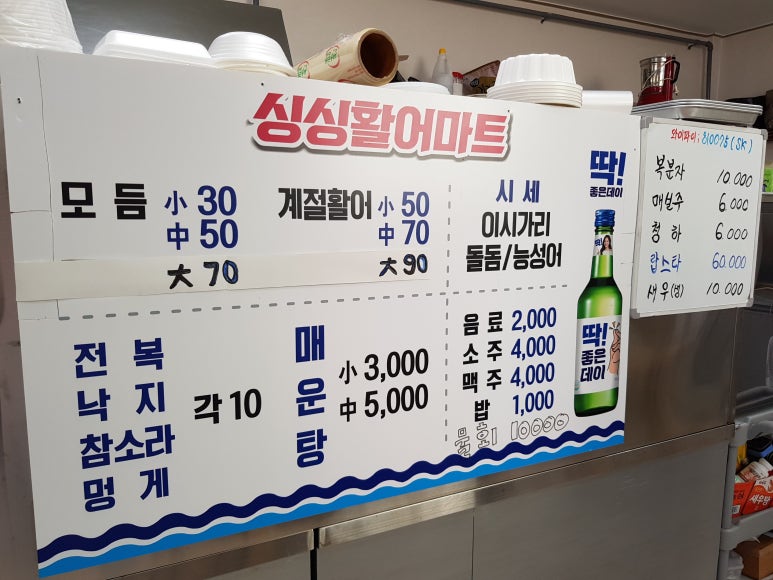 싱싱활어마트
모둠 小 30
中 50
大 70
계절활어 小 50
中 70
大 90
시세
이시가리
돌돔/능성어
딱!
좋은데이
전복
낙지
참소라
멍게
각 10
매운탕
小 3,000
中 5,000
음료 2,000
소주 4,000
맥주 4,000
밥 1,000
물회 10000
딱!
좋은
데이
복분자 10.000
매실주 6.000
청하 6.000
랍스타 60.000
새우(병) 10.000
새우탕